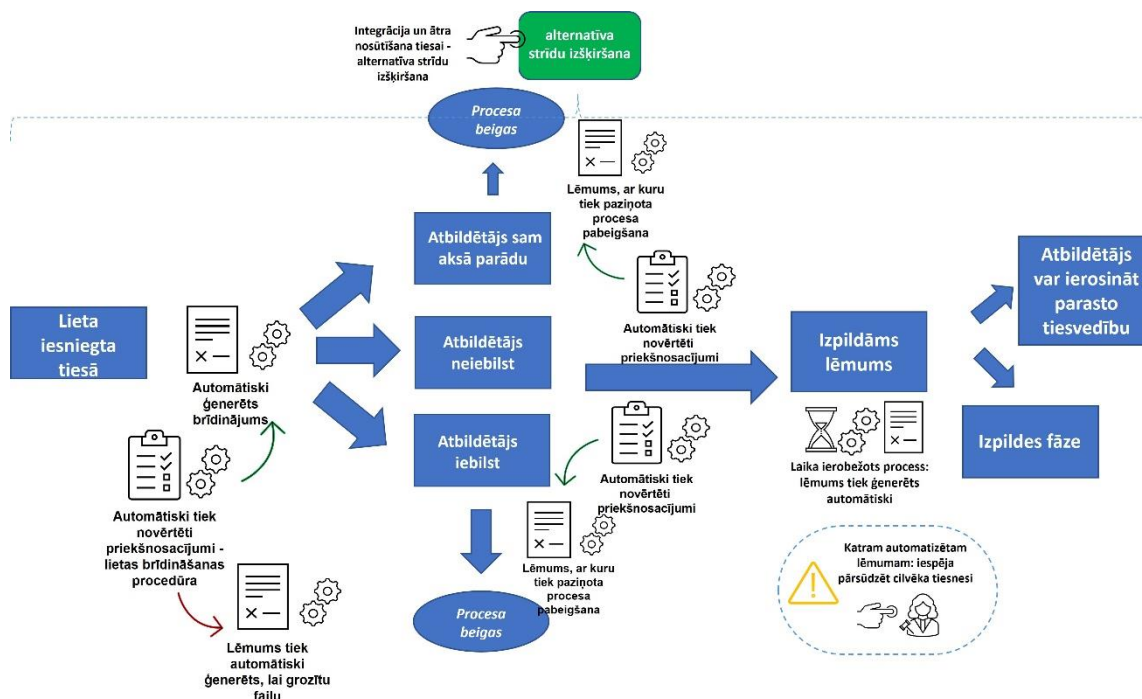 Integrācija un ātra
nosūtīšana tiesai -
alternatīva strīdu
izšķiršana
alternatīva
strīdu izšķiršana
Procesa
beigas
Lēmums, ar kuru
tiek paziņota
procesa
pabeigšana
Atbildētājs sam
aksā parādu
Automātiski tiek
novērtēti
priekšnosacījumi
Lieta
iesniegta
tiesā
Automātiski
ģenerēts
brīdinājums
Atbildētājs
neiebilst
Atbildētājs
iebilst
Izpildāms
lēmums
Atbildētājs
var ierosināt
parasto
tiesvedību
Izpildes fāze
Laika ierobežots process:
lēmums tiek ģenerēts
automātiski
Automātiski tiek
novērtēti
priekšnosacījumi
Automātiski tiek
novērtēti
priekšnosacījumi -
lietas brīdināšanas
procedūra
Lēmums, ar kuru
tiek paziņota
procesa
pabeigšana
Procesa
beigas
Katram automatizētam
lēmumam: iespēja
pārsūdzēt cilvēka tiesnesi
Lēmums tiek
automātiski
ģenerēts, lai grozītu
failu